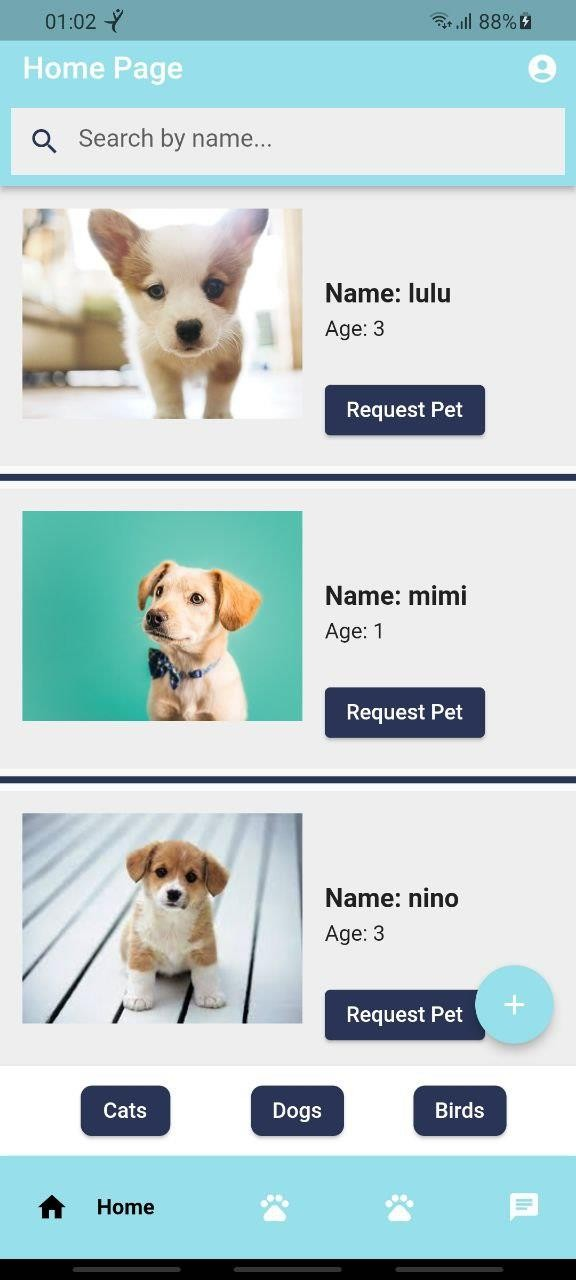 01:02
88%
Home Page
Search by name...
Name: lulu
Age: 3
Request Pet
Name: mimi
Age: 1
Request Pet
Name: nino
Age: 3
Request Pet
+
Cats
Dogs
Birds
Home